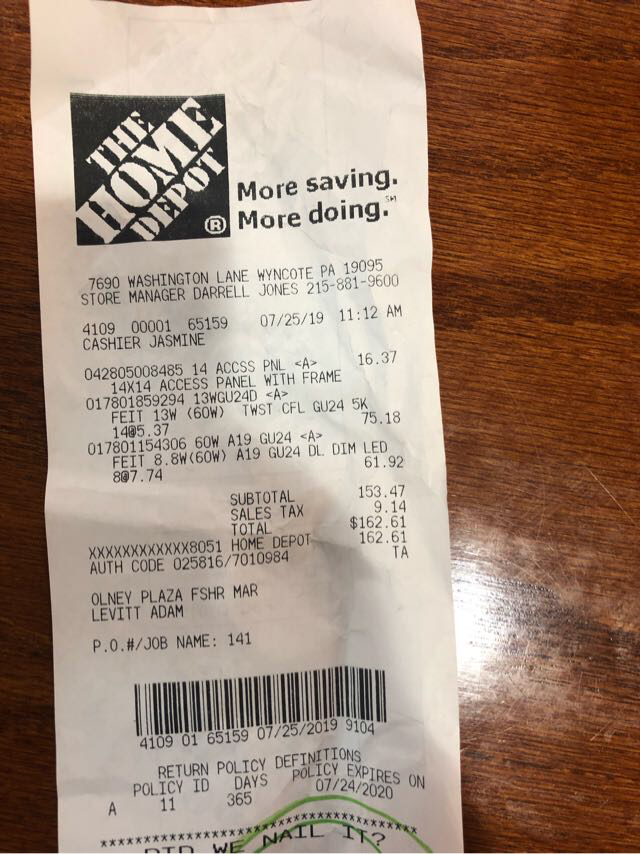 THE
HOME
DEPOT
®
More saving.
More doing.℠
7690 WASHINGTON LANE WYNCOTE PA 19095
STORE MANAGER DARRELL JONES 215-881-9600
4109 00001 65159 07/25/19 11:12 AM
CASHIER JASMINE
042805008485 14 ACCSS PNL <A> 16.37
14X14 ACCESS PANEL WITH FRAME
017801859294 13WGU24D <A>
FEIT 13W (60W) TWST CFL GU24 5K
14@5.37 75.18
017801154306 60W A19 GU24 <A>
FEIT 8.8W(60W) A19 GU24 DL DIM LED
8@7.74 61.92
SUBTOTAL 153.47
SALES TAX 9.14
TOTAL $162.61
XXXXXXXXXXXX8051 HOME DEPOT 162.61
AUTH CODE 025816/7010984 TA
OLNEY PLAZA FSHR MAR
LEVITT ADAM
P.O.#/JOB NAME: 141
4109 01 65159 07/25/2019 9104
RETURN POLICY DEFINITIONS
POLICY ID DAYS POLICY EXPIRES ON
A 11 365 07/24/2020
DID WE NAIL IT?